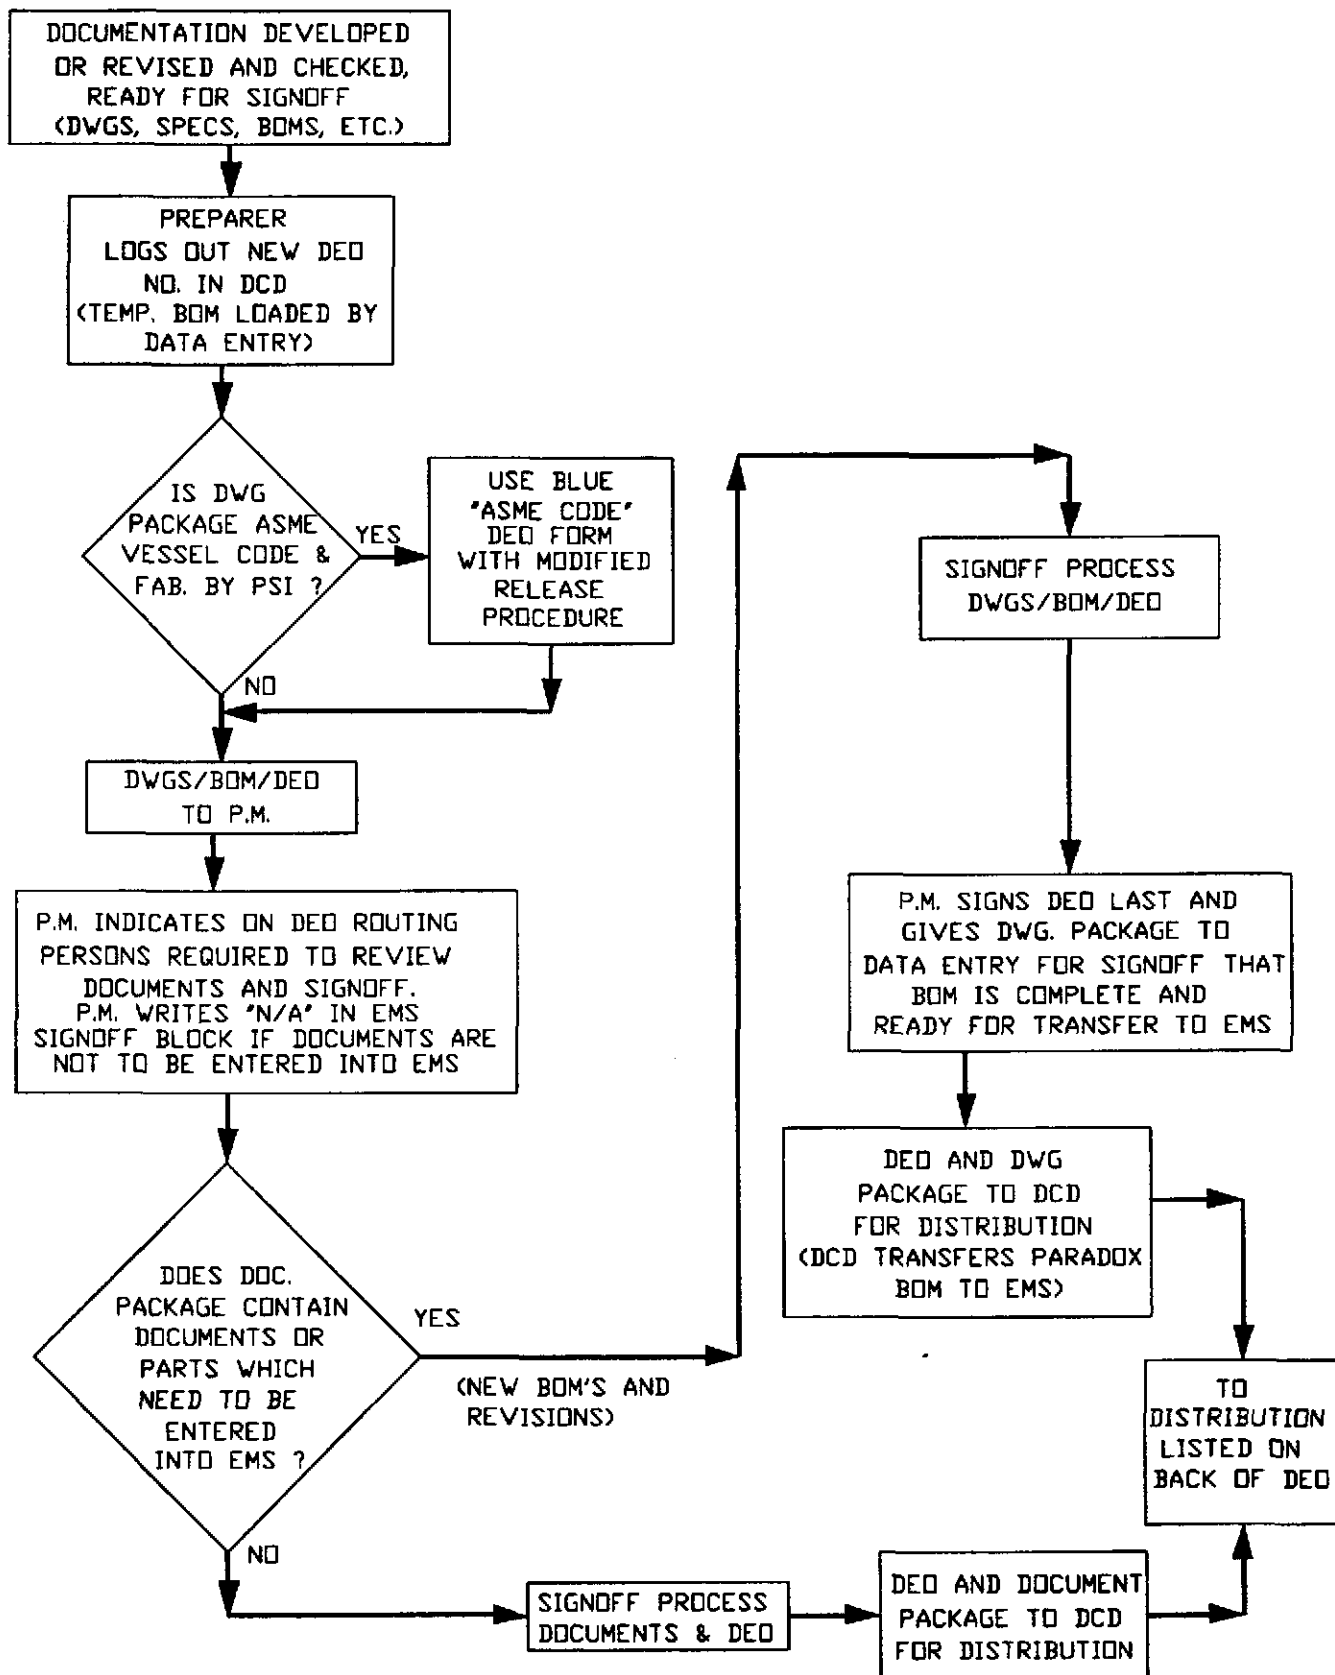 DOCUMENTATION DEVELOPED
OR REVISED AND CHECKED,
READY FOR SIGNOFF
(DWGS, SPECS, BOMS, ETC.)
PREPARER
LOGS OUT NEW DEO
NO. IN DCD
(TEMP. BOM LOADED BY
DATA ENTRY)
IS DWG
PACKAGE ASME
VESSEL CODE &
FAB. BY PSI ?
YES
USE BLUE
"ASME CODE"
DEO FORM
WITH MODIFIED
RELEASE
PROCEDURE
NO
DWGS/BOM/DEO
TO P.M.
P.M. INDICATES ON DEO ROUTING
PERSONS REQUIRED TO REVIEW
DOCUMENTS AND SIGNOFF.
P.M. WRITES "N/A" IN EMS
SIGNOFF BLOCK IF DOCUMENTS ARE
NOT TO BE ENTERED INTO EMS
DOES DOC.
PACKAGE CONTAIN
DOCUMENTS OR
PARTS WHICH
NEED TO BE
ENTERED
INTO EMS ?
YES
(NEW BOM'S AND
REVISIONS)
SIGNOFF PROCESS
DWGS/BOM/DEO
P.M. SIGNS DEO LAST AND
GIVES DWG. PACKAGE TO
DATA ENTRY FOR SIGNOFF THAT
BOM IS COMPLETE AND
READY FOR TRANSFER TO EMS
DEO AND DWG
PACKAGE TO DCD
FOR DISTRIBUTION
(DCD TRANSFERS PARADOX
BOM TO EMS)
TO
DISTRIBUTION
LISTED ON
BACK OF DEO
NO
SIGNOFF PROCESS
DOCUMENTS & DEO
DEO AND DOCUMENT
PACKAGE TO DCD
FOR DISTRIBUTION